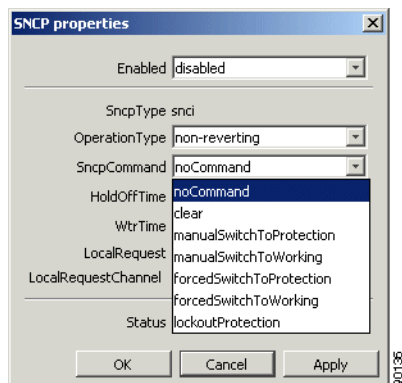 SNCP properties
Enabled disabled
SncpType snci
OperationType non-reverting
SncpCommand noCommand
HoldOffTime noCommand
clear
WtrTime manualSwitchToProtection
manualSwitchToWorking
LocalRequest
LocalRequestChannel forcedSwitchToProtection
forcedSwitchToWorking
Status lockoutProtection
OK Cancel Apply